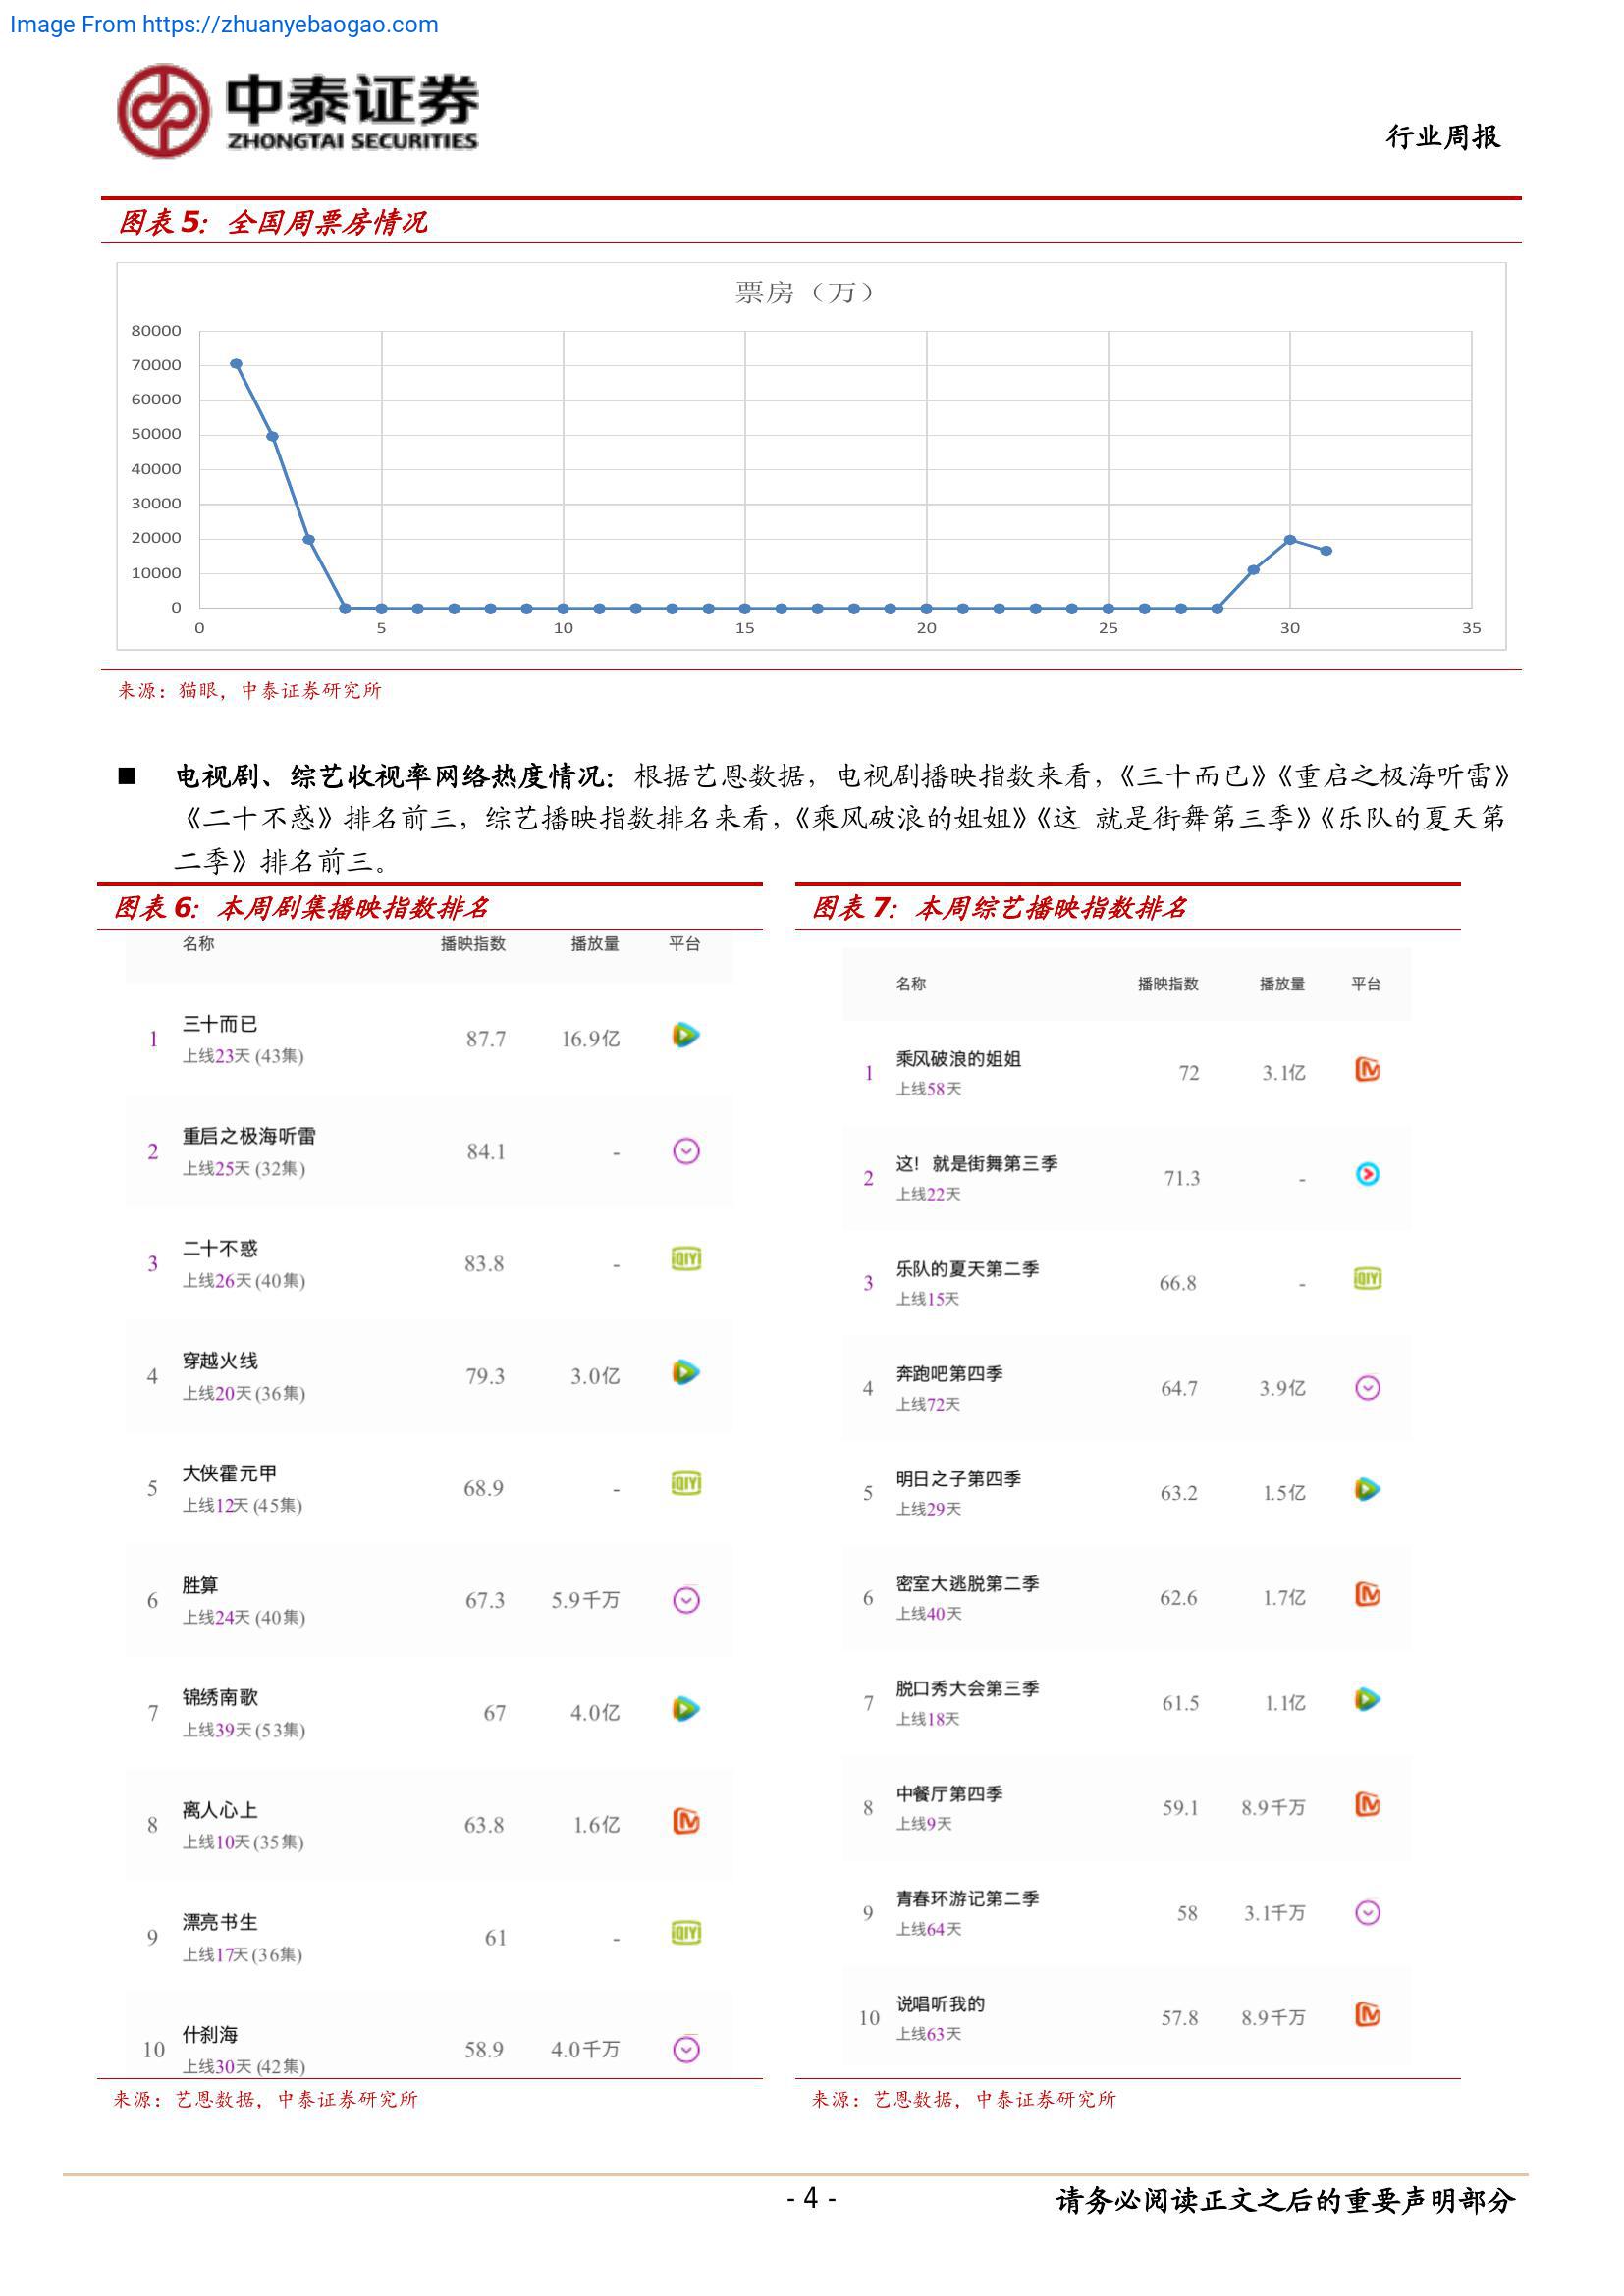 Image From https://zhuanyebaogao.com
中泰证券
ZHONGTAI SECURITIES
行业周报
图表 5：全国周票房情况
票房（万）
80000
70000
60000
50000
40000
30000
20000
10000
0
0 5 10 15 20 25 30 35
来源：猫眼，中泰证券研究所
■ 电视剧、综艺收视率网络热度情况：根据艺恩数据，电视剧播映指数来看，《三十而已》《重启之极海听雷》
《二十不惑》排名前三，综艺播映指数排名来看，《乘风破浪的姐姐》《这 就是街舞第三季》《乐队的夏天第
二季》排名前三。
图表 6：本周剧集播映指数排名
名称 播映指数 播放量 平台
1 三十而已 87.7 16.9亿
上线23天 (43集)
2 重启之极海听雷 84.1 -
上线25天 (32集)
3 二十不惑 83.8 - QIY
上线26天 (40集)
4 穿越火线 79.3 3.0亿
上线20天 (36集)
5 大侠霍元甲 68.9 - QIY
上线12天 (45集)
6 胜算 67.3 5.9千万
上线24天 (40集)
7 锦绣南歌 67 4.0亿
上线39天 (53集)
8 离人心上 63.8 1.6亿
上线10天 (35集)
9 漂亮书生 61 - QIY
上线17天 (36集)
10 什刹海 58.9 4.0千万
上线30天 (42集)
来源：艺恩数据，中泰证券研究所
图表 7：本周综艺播映指数排名
名称 播映指数 播放量 平台
1 乘风破浪的姐姐 72 3.1亿
上线58天
2 这！就是街舞第三季 71.3 -
上线22天
3 乐队的夏天第二季 66.8 - QIY
上线15天
4 奔跑吧第四季 64.7 3.9亿
上线72天
5 明日之子第四季 63.2 1.5亿
上线29天
6 密室大逃脱第二季 62.6 1.7亿
上线40天
7 脱口秀大会第三季 61.5 1.1亿
上线18天
8 中餐厅第四季 59.1 8.9千万
上线9天
9 青春环游记第二季 58 3.1千万
上线64天
10 说唱听我的 57.8 8.9千万
上线63天
来源：艺恩数据，中泰证券研究所
- 4 -
请务必阅读正文之后的重要声明部分